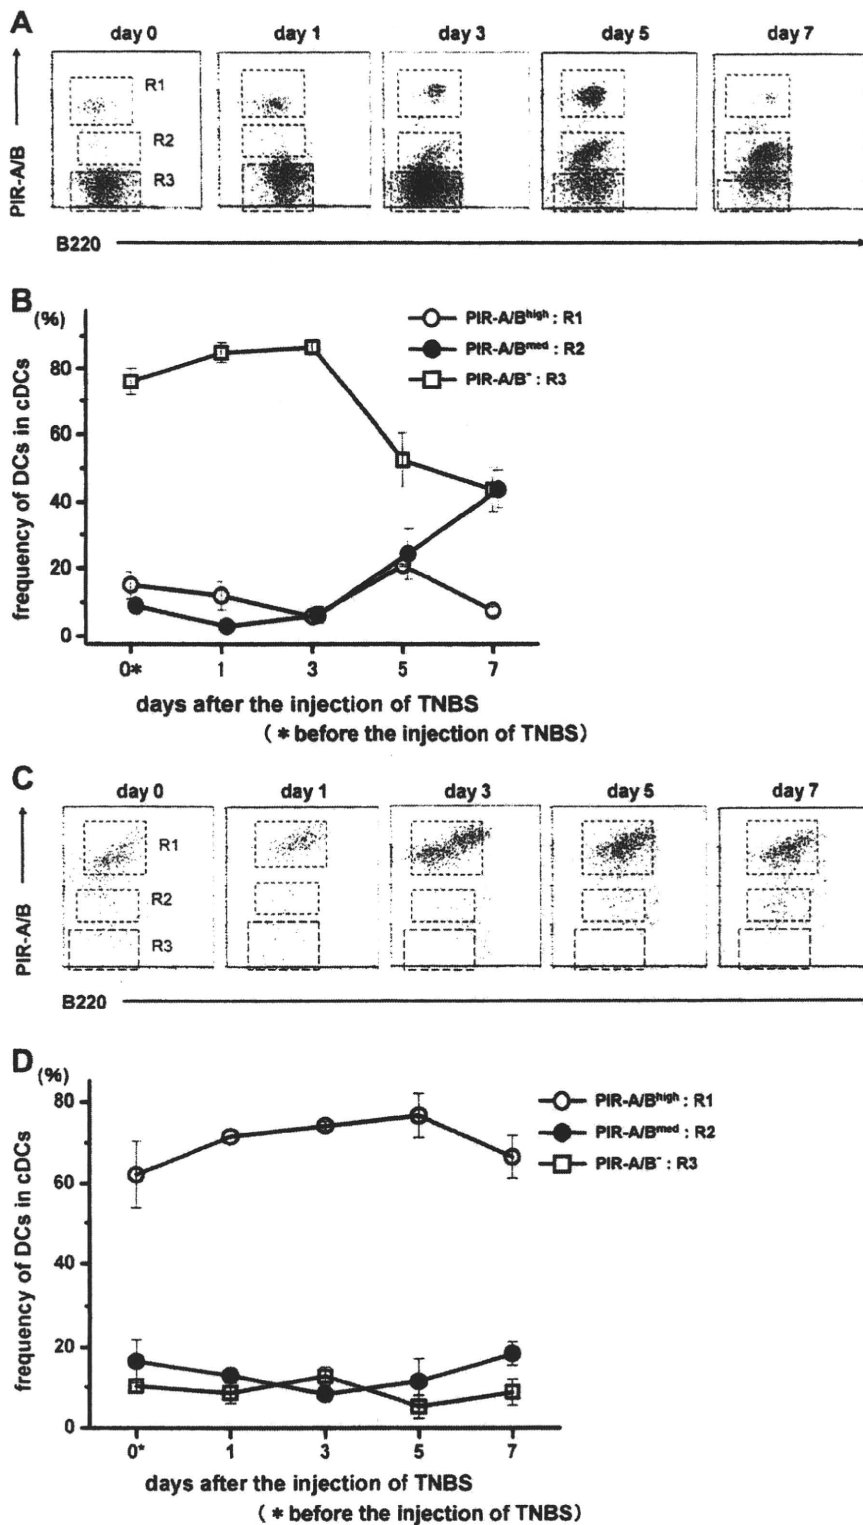 A
day 0 day 1 day 3 day 5 day 7
PIR-A/B
R1
R2
R3
B220
B
(%)
PIR-A/B^high : R1
PIR-A/B^med : R2
PIR-A/B^- : R3
80
60
40
20
0
frequency of DCs in cDCs
0* 1 3 5 7
days after the injection of TNBS
( * before the injection of TNBS)
C
day 0 day 1 day 3 day 5 day 7
PIR-A/B
R1
R2
R3
B220
D
(%)
PIR-A/B^high : R1
PIR-A/B^med : R2
PIR-A/B^- : R3
80
60
40
20
0
frequency of DCs in cDCs
0* 1 3 5 7
days after the injection of TNBS
( * before the injection of TNBS)